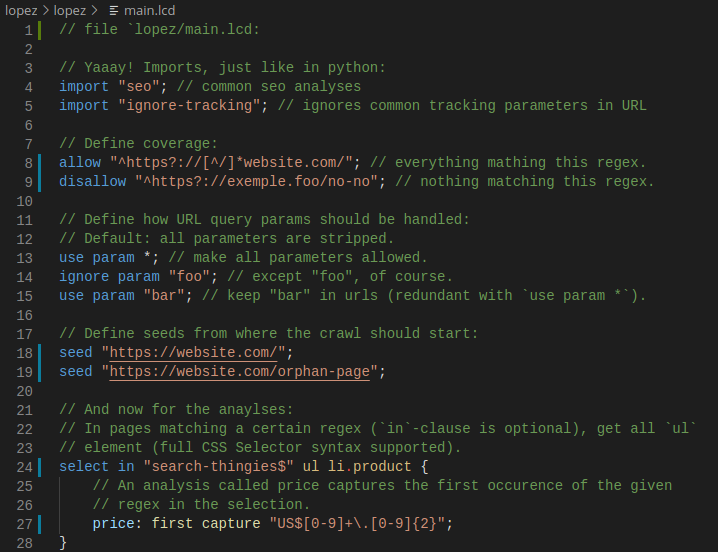 lopez > lopez > main.lcd
1 // file `lopez/main.lcd:
2
3 // Yaaay! Imports, just like in python:
4 import "seo"; // common seo analyses
5 import "ignore-tracking"; // ignores common tracking parameters in URL
6
7 // Define coverage:
8 allow "^https?://[^/]*website.com/"; // everything mathing this regex.
9 disallow "^https?://exemple.foo/no-no"; // nothing matching this regex.
10
11 // Define how URL query params should be handled:
12 // Default: all parameters are stripped.
13 use param *; // make all parameters allowed.
14 ignore param "foo"; // except "foo", of course.
15 use param "bar"; // keep "bar" in urls (redundant with `use param *`).
16
17 // Define seeds from where the crawl should start:
18 seed "https://website.com/";
19 seed "https://website.com/orphan-page";
20
21 // And now for the anaylses:
22 // In pages matching a certain regex (`in`-clause is optional), get all `ul`
23 // element (full CSS Selector syntax supported).
24 select in "search-thingies$" ul li.product {
25 // An analysis called price captures the first occurence of the given
26 // regex in the selection.
27 price: first capture "US$[0-9]+\.[0-9]{2}";
28 }